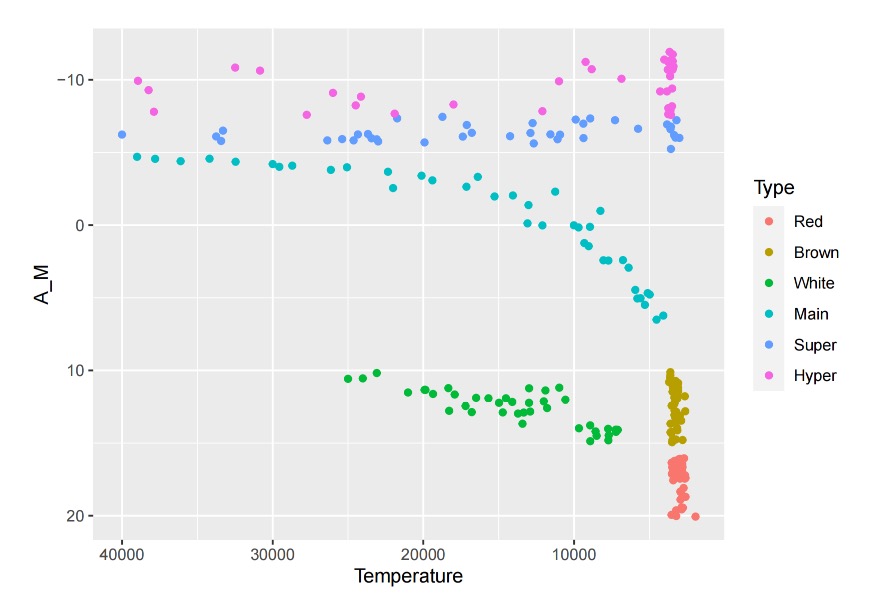 −10
0
10
20
A_M
40000 30000 20000 10000
Temperature
Type
Red
Brown
White
Main
Super
Hyper